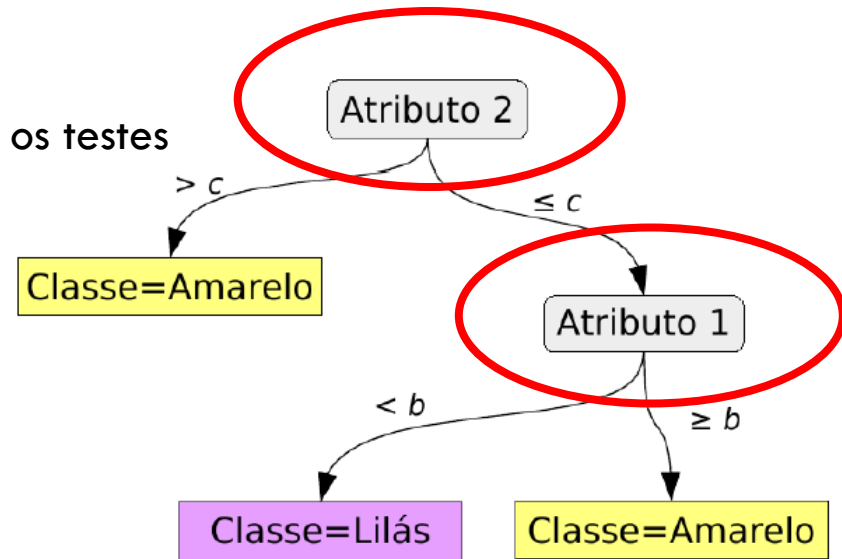 Atributo 2
os testes
> c
≤ c
Classe=Amarelo
Atributo 1
< b
≥ b
Classe=Lilás
Classe=Amarelo